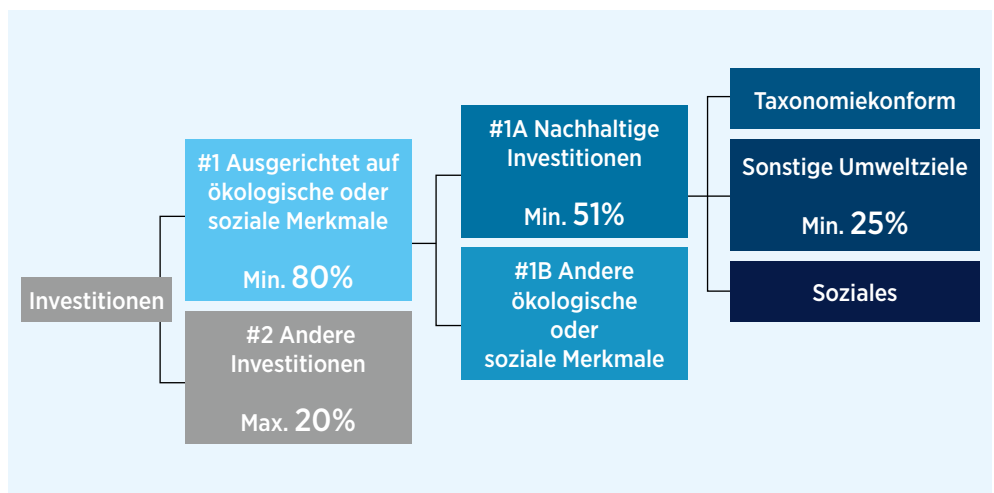 Investitionen
#1 Ausgerichtet auf
ökologische oder
soziale Merkmale
Min. 80%
#2 Andere
Investitionen
Max. 20%
#1A Nachhaltige
Investitionen
Min. 51%
#1B Andere
ökologische
oder
soziale Merkmale
Taxonomiekonform
Sonstige Umweltziele
Min. 25%
Soziales